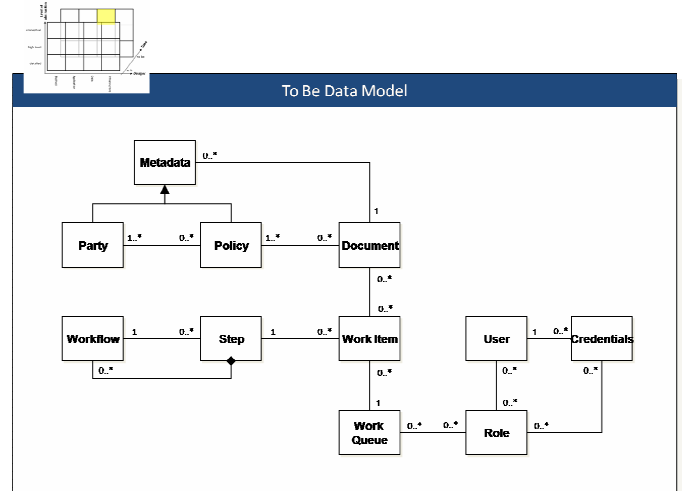 To Be Data Model
Metadata
0..*
1
Party
1..*
0..*
Policy
1..*
0..*
Document
0..*
0..*
Workflow
1
0..*
Step
1
0..*
Work Item
User
1
0..*
Credentials
0..*
0..*
0..*
0..*
1
0..*
Work
Queue
0..*
0..*
Role
0..*